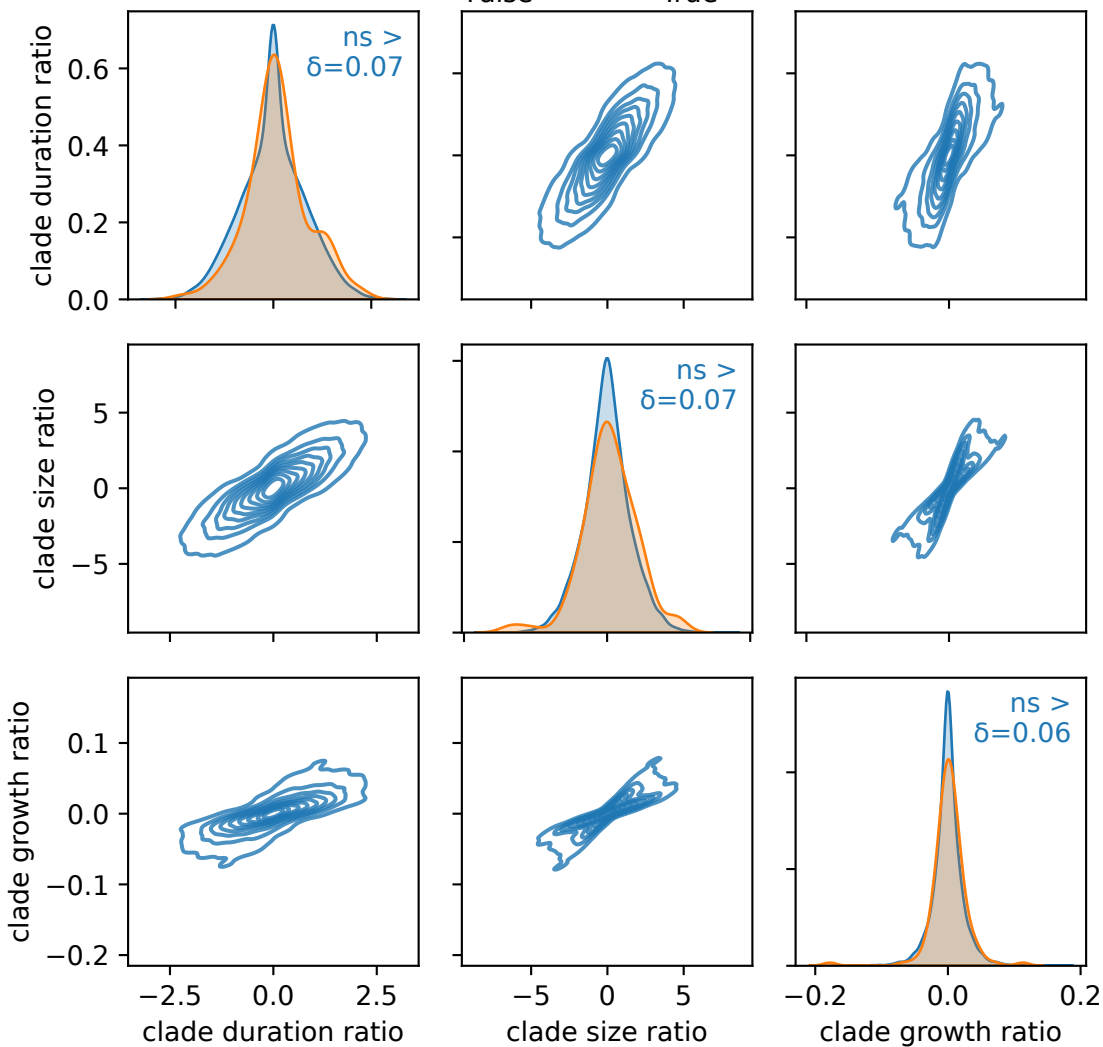 clade duration ratio
0.6
0.4
0.2
0.0
ns >
δ=0.07
clade size ratio
5
0
−5
ns >
δ=0.07
clade growth ratio
0.1
0.0
−0.1
−0.2
ns >
δ=0.06
−2.5 0.0 2.5
−5 0 5
−0.2 0.0 0.2
clade duration ratio
clade size ratio
clade growth ratio